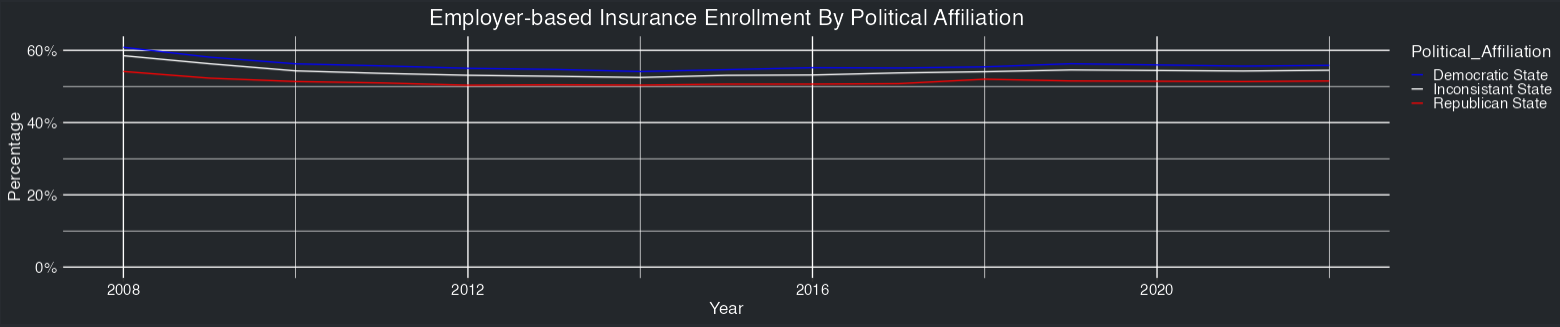 Employer-based Insurance Enrollment By Political Affiliation
Percentage
60%
40%
20%
0%
2008
2012
2016
2020
Year
Political_Affiliation
Democratic State
Inconsistant State
Republican State